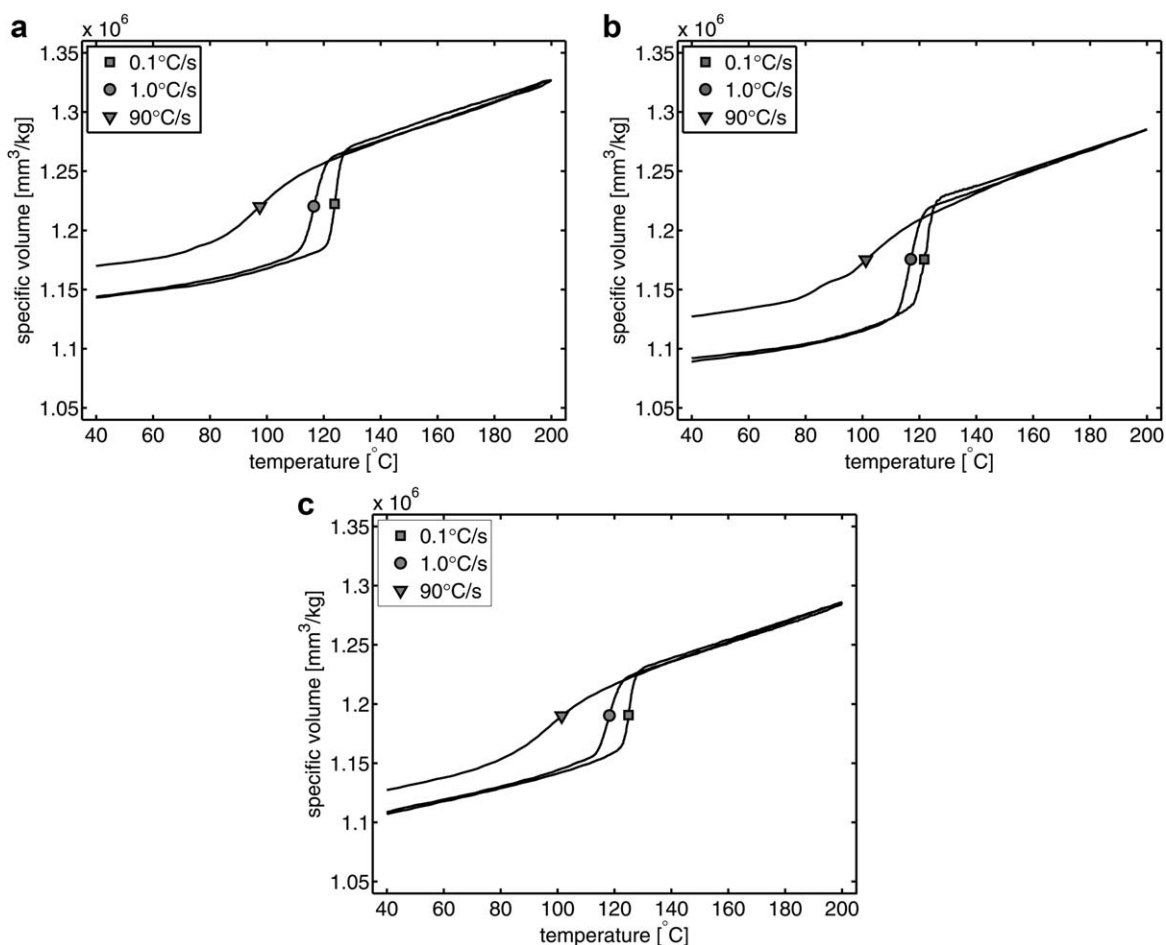 a
x 10^6
1.35
1.3
1.25
1.2
1.15
1.1
1.05
specific volume [mm^3/kg]
0.1°C/s
1.0°C/s
90°C/s
40 60 80 100 120 140 160 180 200
temperature [°C]
b
x 10^6
1.35
1.3
1.25
1.2
1.15
1.1
1.05
specific volume [mm^3/kg]
0.1°C/s
1.0°C/s
90°C/s
40 60 80 100 120 140 160 180 200
temperature [°C]
c
x 10^6
1.35
1.3
1.25
1.2
1.15
1.1
1.05
specific volume [mm^3/kg]
0.1°C/s
1.0°C/s
90°C/s
40 60 80 100 120 140 160 180 200
temperature [°C]